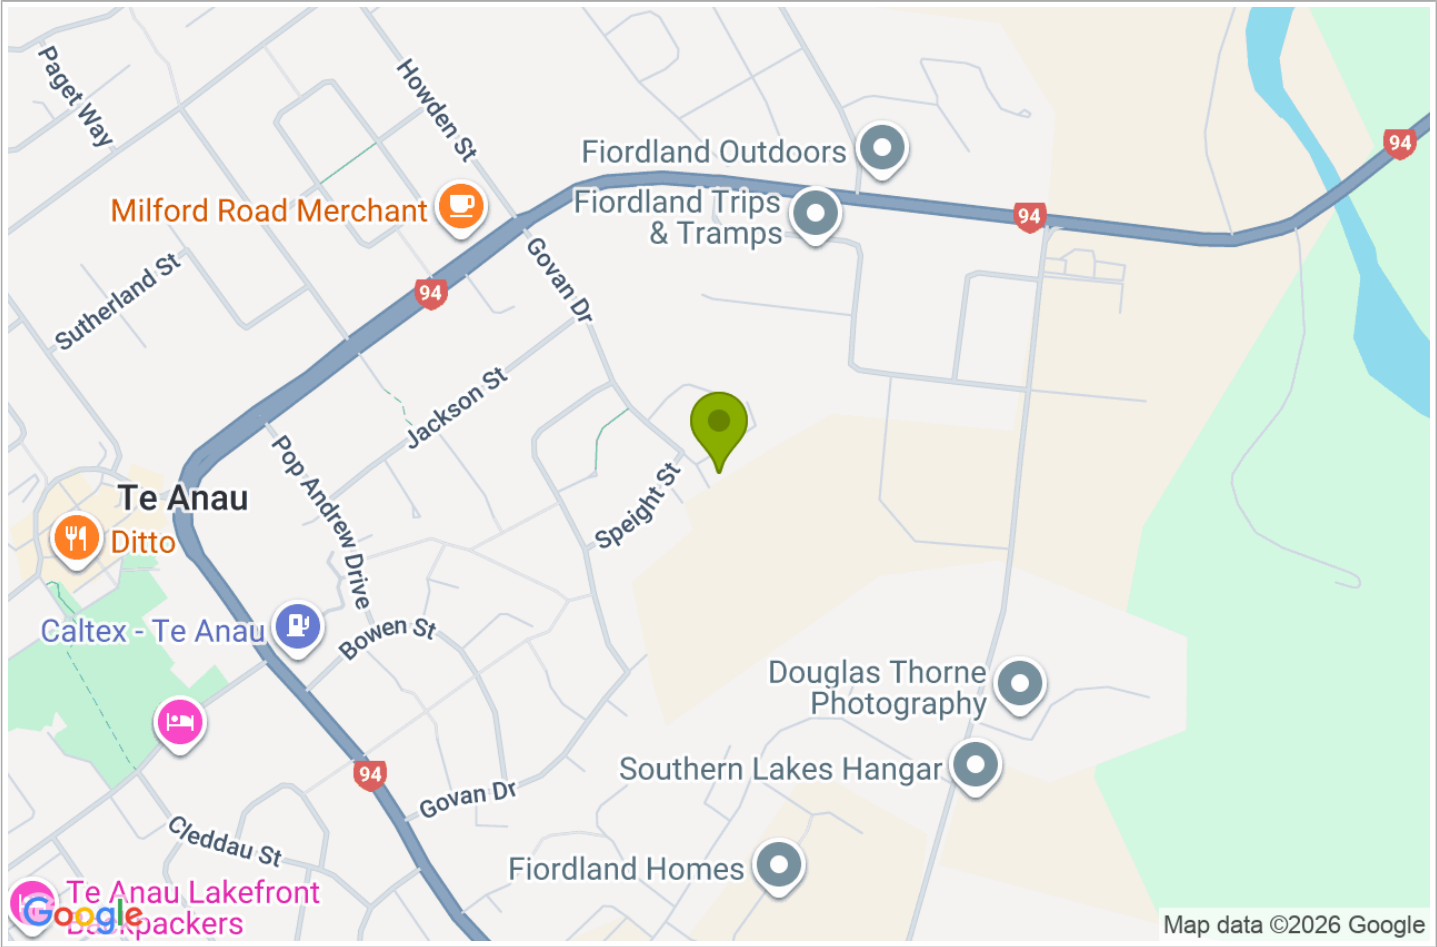 Paget Way
Howden St
94
Fiordland Outdoors
Milford Road Merchant
Fiordland Trips
& Tramps
94
Sutherland St
Govan Dr
94
Jackson St
Pop Andrew Drive
Te Anau
Speight St
Ditto
Caltex - Te Anau
Bowen St
Douglas Thorne
Photography
94
Southern Lakes Hangar
Govan Dr
Cleddau St
Fiordland Homes
Te Anau Lakefront
Backpackers
Google
Map data ©2026 Google